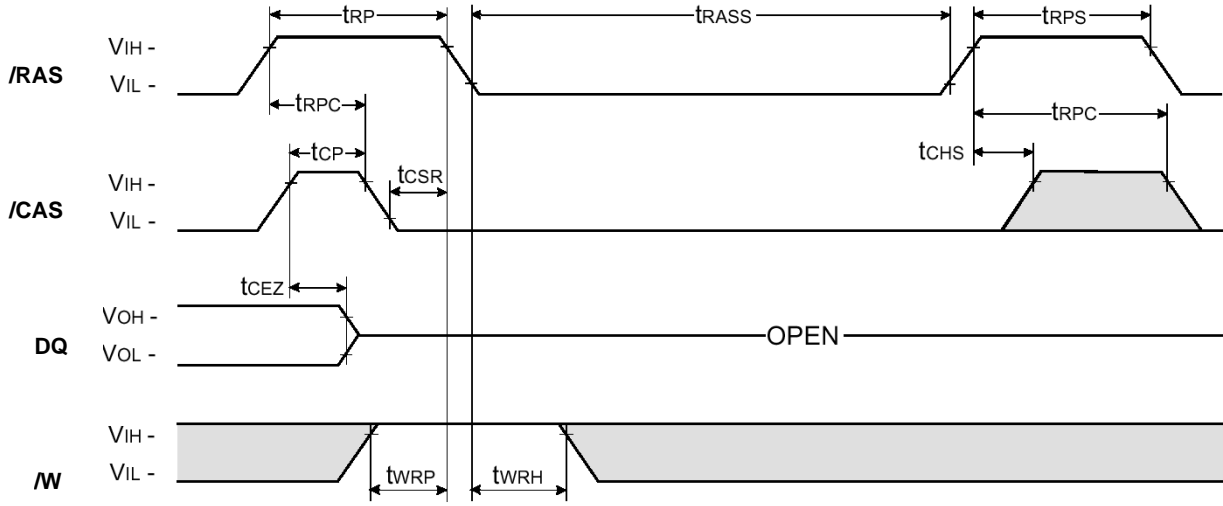 tRP tRASS tRPS
/RAS VIH -
VIL -
tRPC tRPC
tCP tCSR tCHS
/CAS VIH -
VIL -
tCEZ
DQ VOH -
VOL -
OPEN
/W VIH -
VIL -
tWRP tWRH